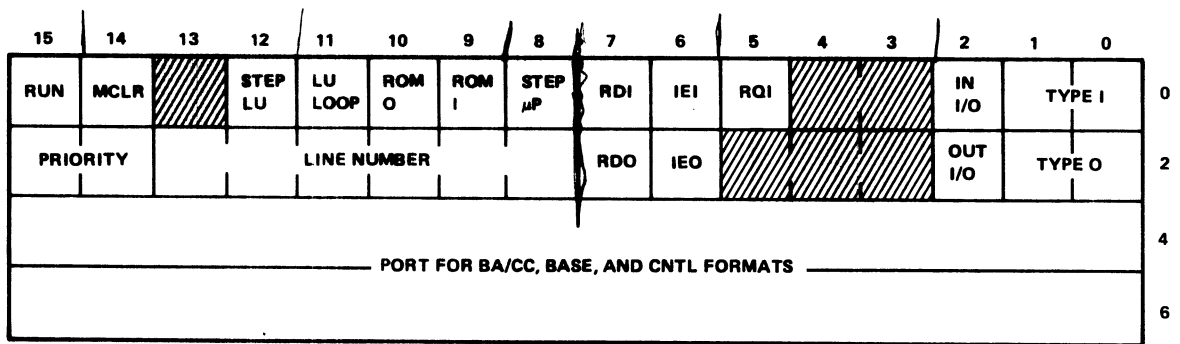 15 14 13 12 11 10 9 8 7 6 5 4 3 2 1 0
RUN MCLR STEP LU LU LOOP ROM O ROM I STEP μP RDI IEI RQI IN I/O TYPE I 0
PRIORITY LINE NUMBER RDO IEO OUT I/O TYPE O 2
4
PORT FOR BA/CC, BASE, AND CNTL FORMATS
6